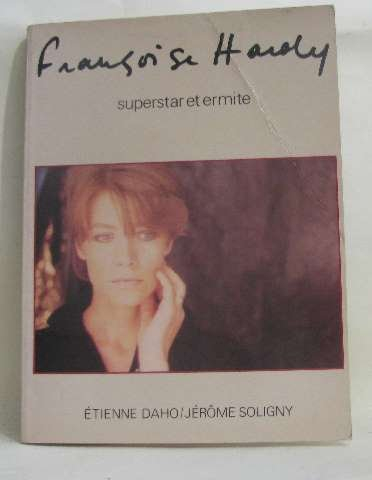 Françoise Hardy
superstar et ermite
ÉTIENNE DAHO/JÉRÔME SOLIGNY